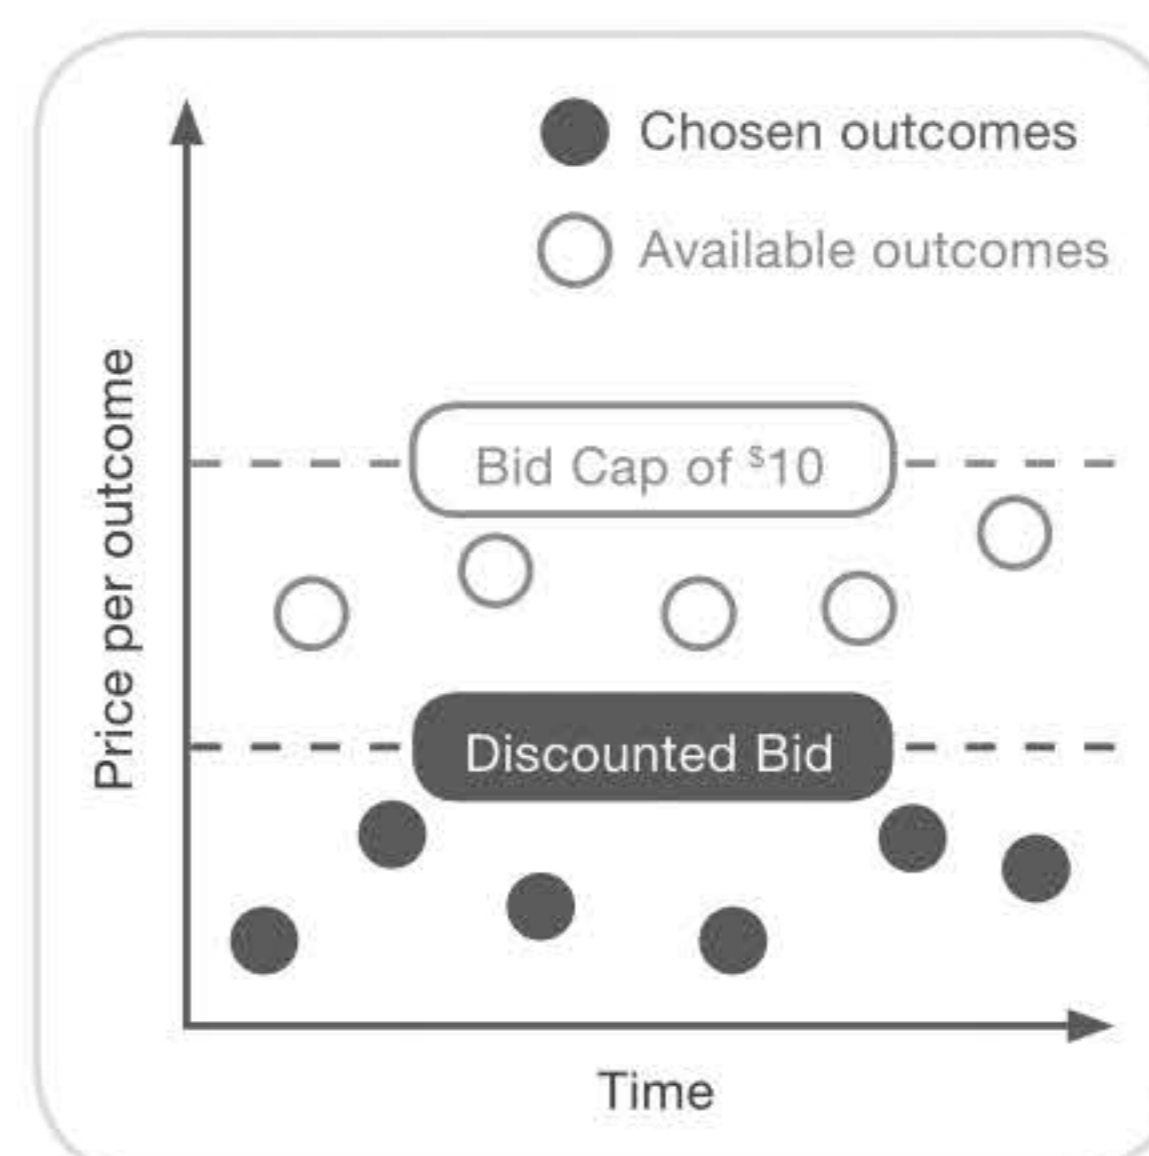 Chosen outcomes
Available outcomes
Price per outcome
Bid Cap of $10
Discounted Bid
Time